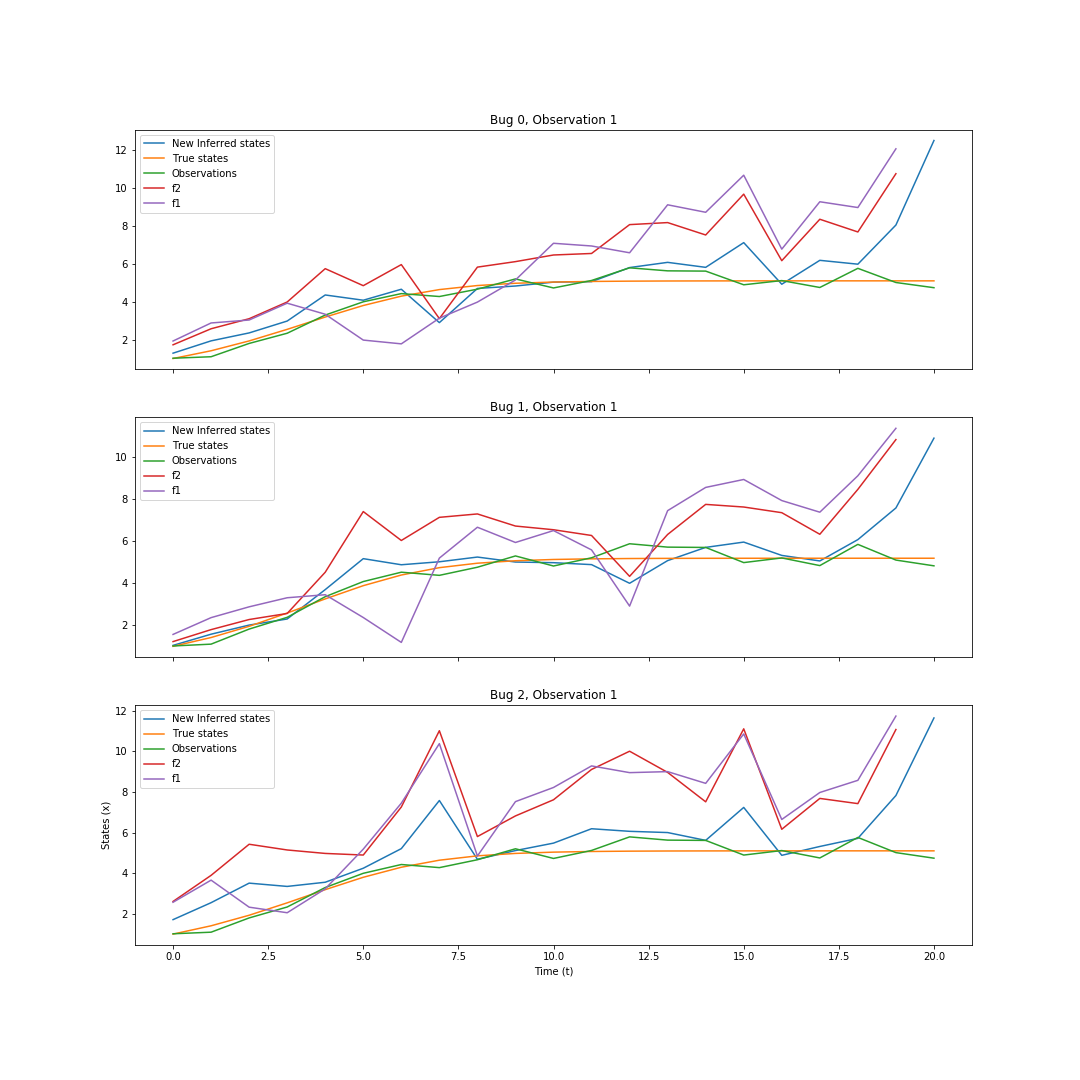 Bug 0, Observation 1
12
10
8
6
4
2
New Inferred states
True states
Observations
f2
f1
Bug 1, Observation 1
10
8
6
4
2
New Inferred states
True states
Observations
f2
f1
Bug 2, Observation 1
12
10
8
6
4
2
New Inferred states
True states
Observations
f2
f1
States (x)
0.0 2.5 5.0 7.5 10.0 12.5 15.0 17.5 20.0
Time (t)